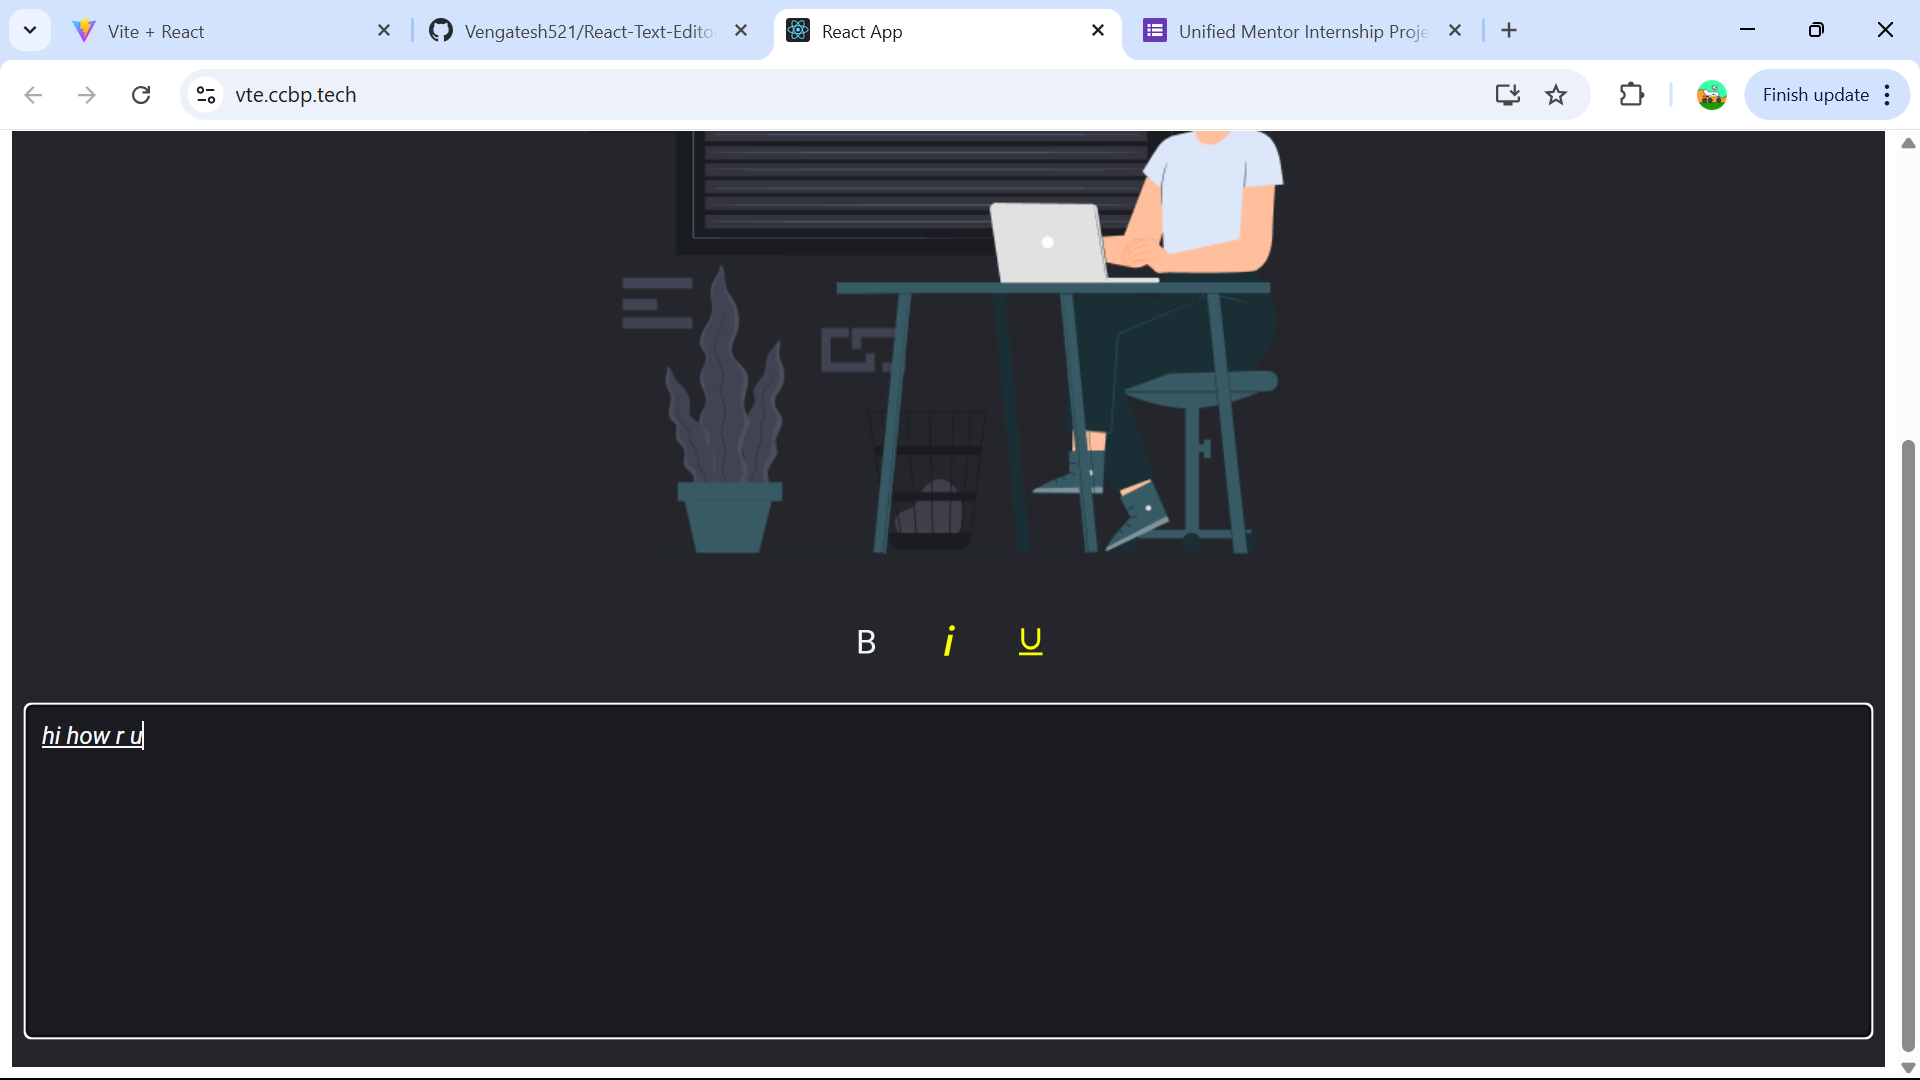 Vite + React
Vengatesh521/React-Text-Edito
React App
Unified Mentor Internship Proje
vte.ccbp.tech
Finish update
B i U
hi how r u